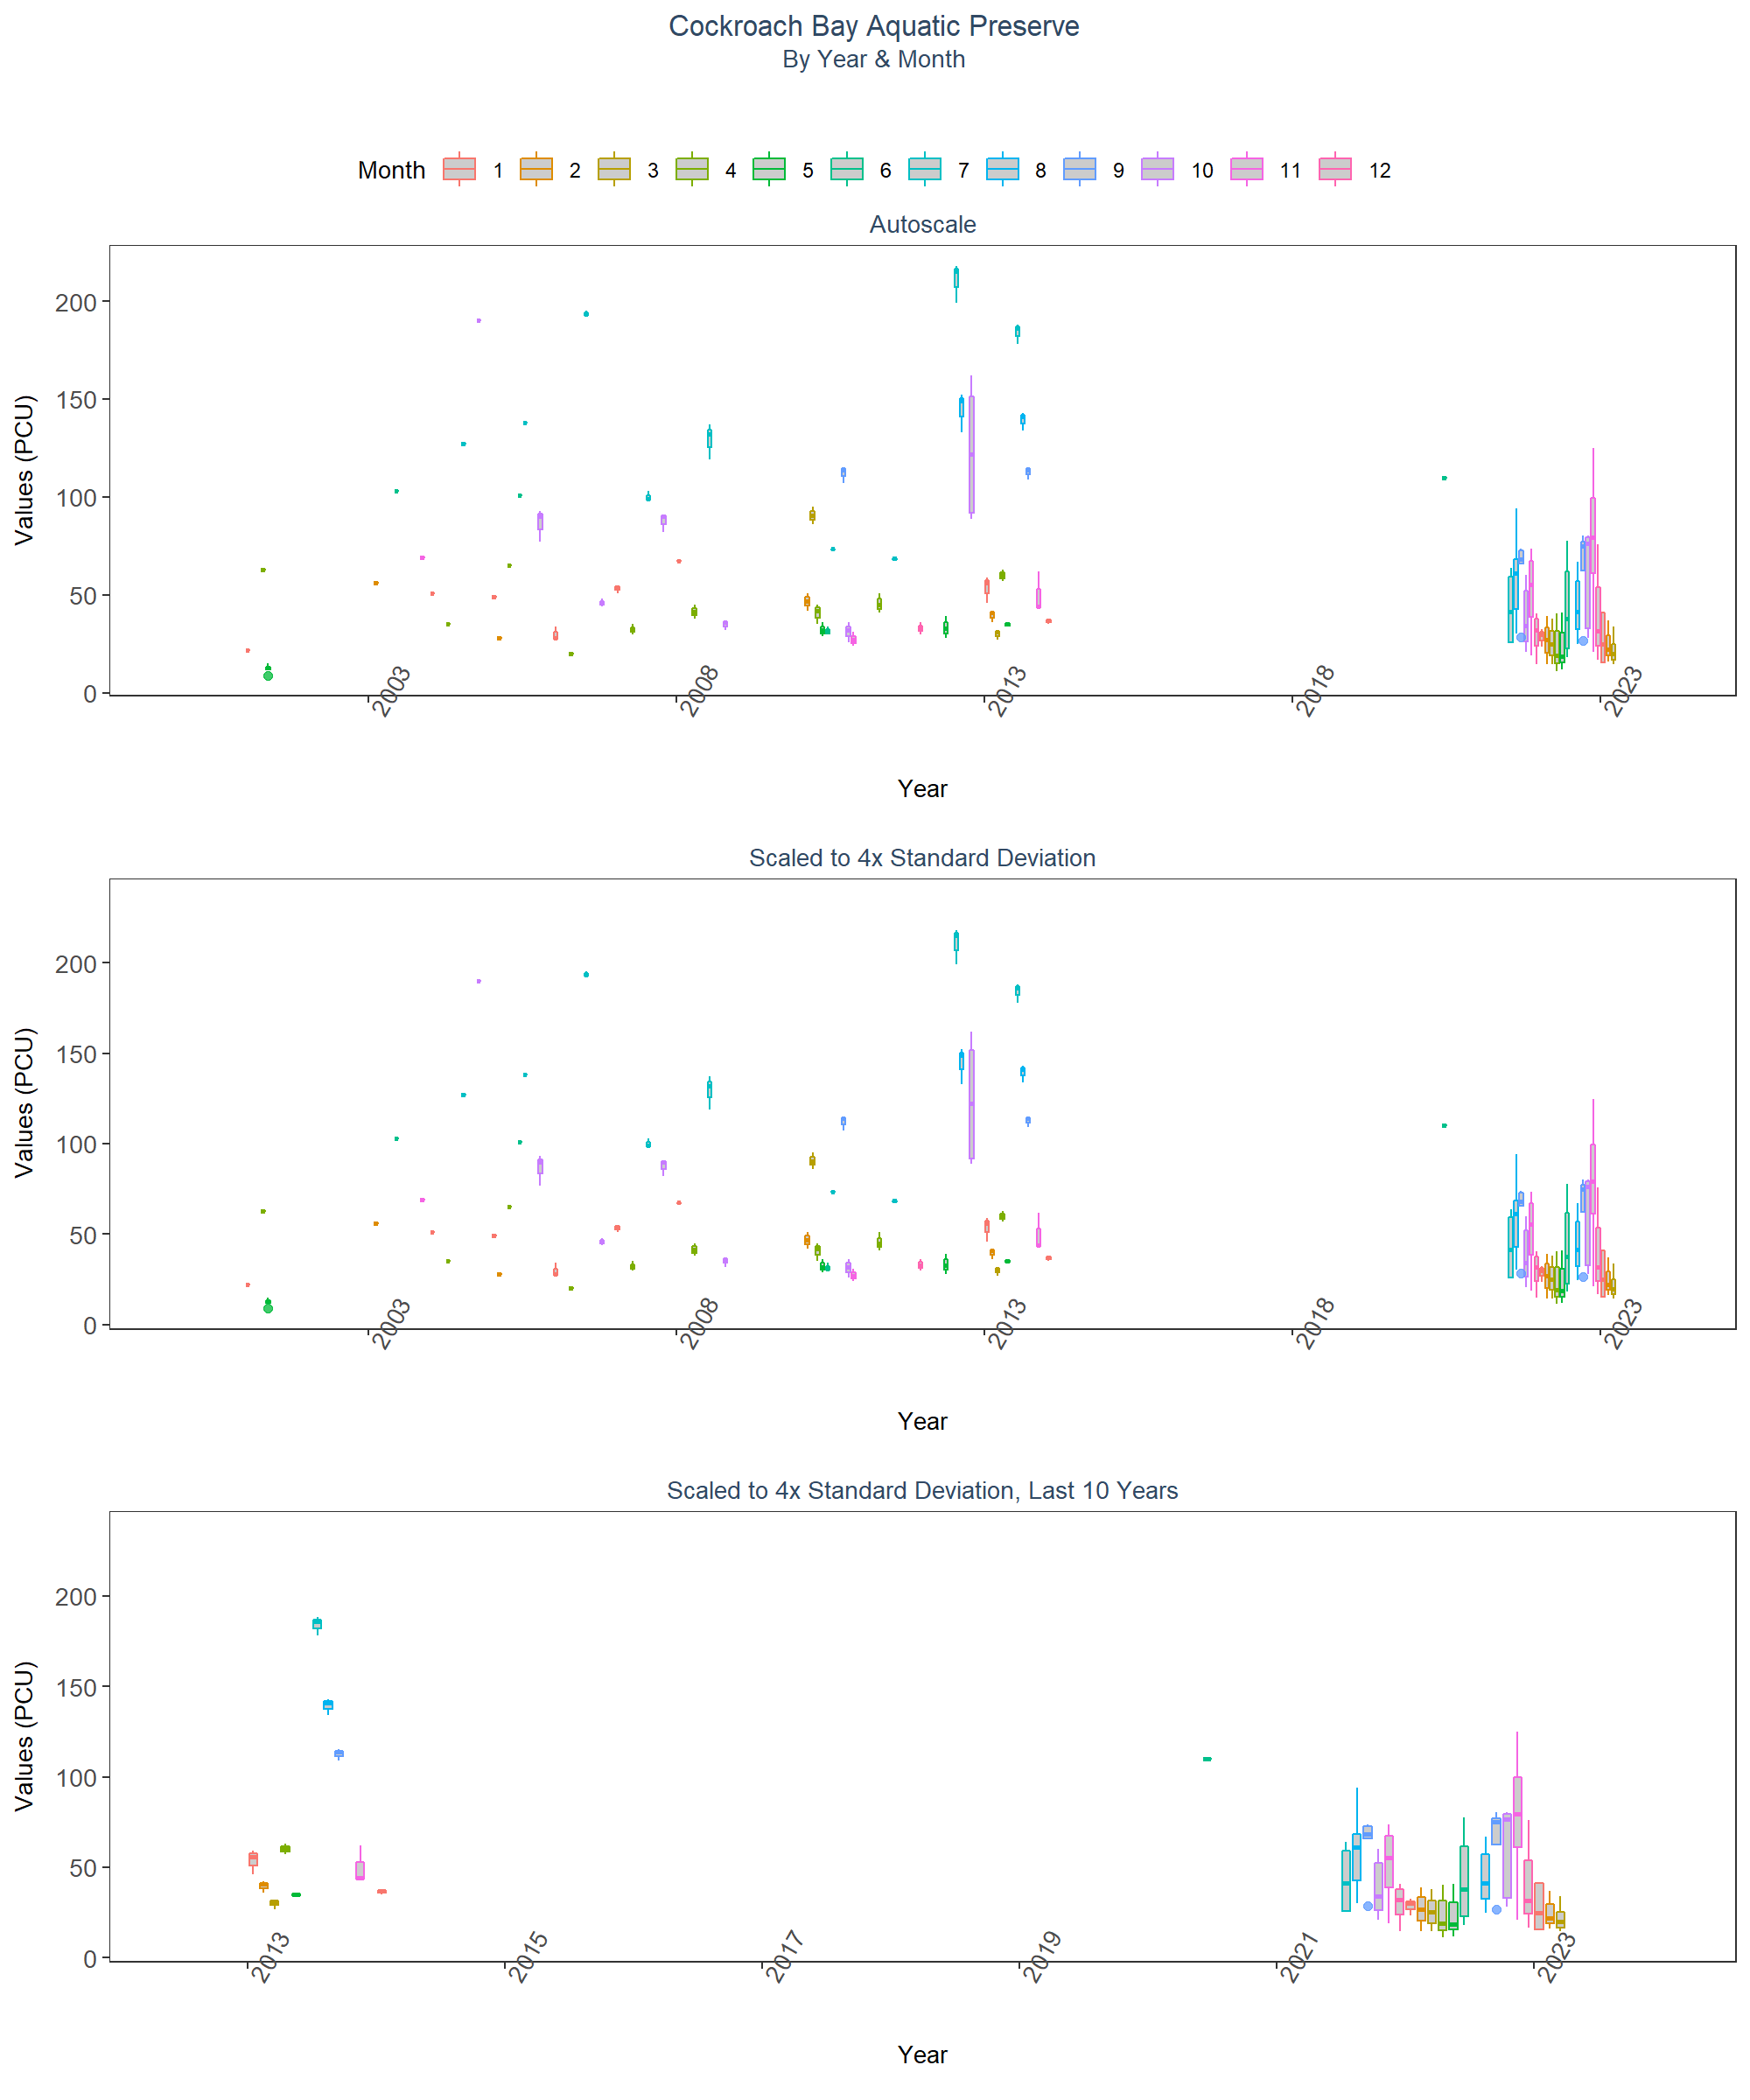 Cockroach Bay Aquatic Preserve
By Year & Month
Month 1 2 3 4 5 6 7 8 9 10 11 12
Autoscale
Values (PCU)
200
150
100
50
0
2003 2008 2013 2018 2023
Year
Scaled to 4x Standard Deviation
Values (PCU)
200
150
100
50
0
2003 2008 2013 2018 2023
Year
Scaled to 4x Standard Deviation, Last 10 Years
Values (PCU)
200
150
100
50
0
2013 2015 2017 2019 2021 2023
Year